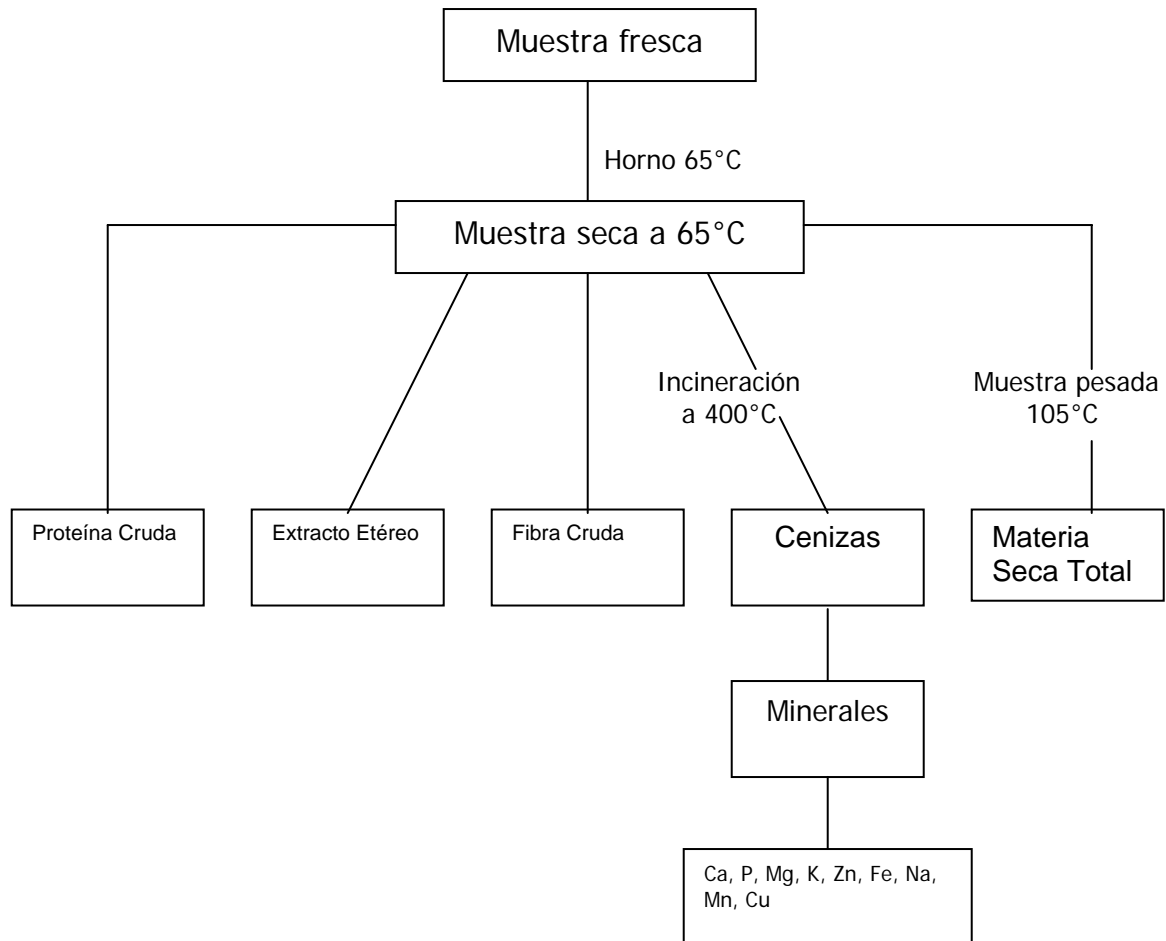 Muestra fresca
Horno 65°C
Muestra seca a 65°C
Incineración
a 400°C
Muestra pesada
105°C
Proteína Cruda
Extracto Etéreo
Fibra Cruda
Cenizas
Materia
Seca Total
Minerales
Ca, P, Mg, K, Zn, Fe, Na,
Mn, Cu